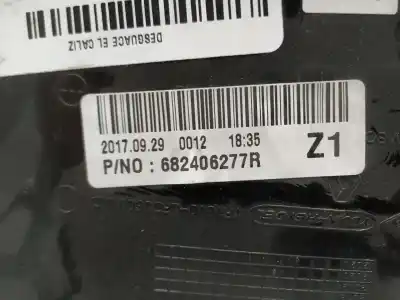 DESGUACE EL CALIZ
2017.09.29 0012 18:35
P/NO : 682406277R Z1